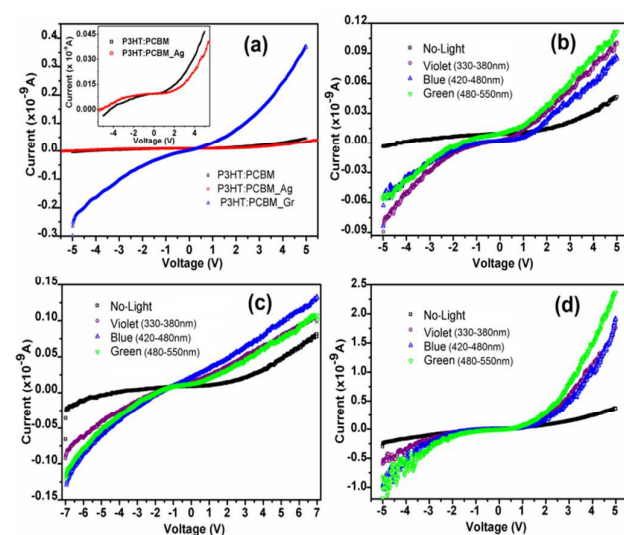 (a)
P3HT:PCBM
P3HT:PCBM_Ag
Current (x10⁻⁹A)
0.045
0.030
0.015
0.000
-4 -2 0 2 4
Voltage (V)
Current (x10⁻⁹A)
0.4
0.3
0.2
0.1
0.0
-0.1
-0.2
-0.3
P3HT:PCBM
P3HT:PCBM_Ag
P3HT:PCBM_Gr
-5 -3 -1 1 3 5
Voltage (V)
(b)
No-Light
Violet (330-380nm)
Blue (420-480nm)
Green (480-550nm)
Current (x10⁻⁹A)
0.12
0.09
0.06
0.03
0.00
-0.03
-0.06
-0.09
-5 -4 -3 -2 -1 0 1 2 3 4 5
Voltage (V)
(c)
No-Light
Violet (330-380nm)
Blue (420-480nm)
Green (480-550nm)
Current (x10⁻⁹A)
0.15
0.10
0.05
0.00
-0.05
-0.10
-0.15
-7 -6 -5 -4 -3 -2 -1 0 1 2 3 4 5 6 7
Voltage (V)
(d)
No-Light
Violet (330-380nm)
Blue (420-480nm)
Green (480-550nm)
Current (x10⁻⁹A)
2.5
2.0
1.5
1.0
0.5
0.0
-0.5
-1.0
-5 -4 -3 -2 -1 0 1 2 3 4 5
Voltage (V)